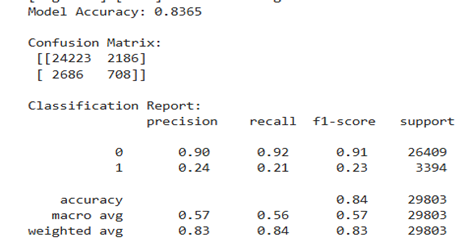 Model Accuracy: 0.8365
Confusion Matrix:
[[24223 2186]
[ 2686 708]]
Classification Report:
precision recall f1-score support
0 0.90 0.92 0.91 26409
1 0.24 0.21 0.23 3394
accuracy 0.84 29803
macro avg 0.57 0.56 0.57 29803
weighted avg 0.83 0.84 0.83 29803